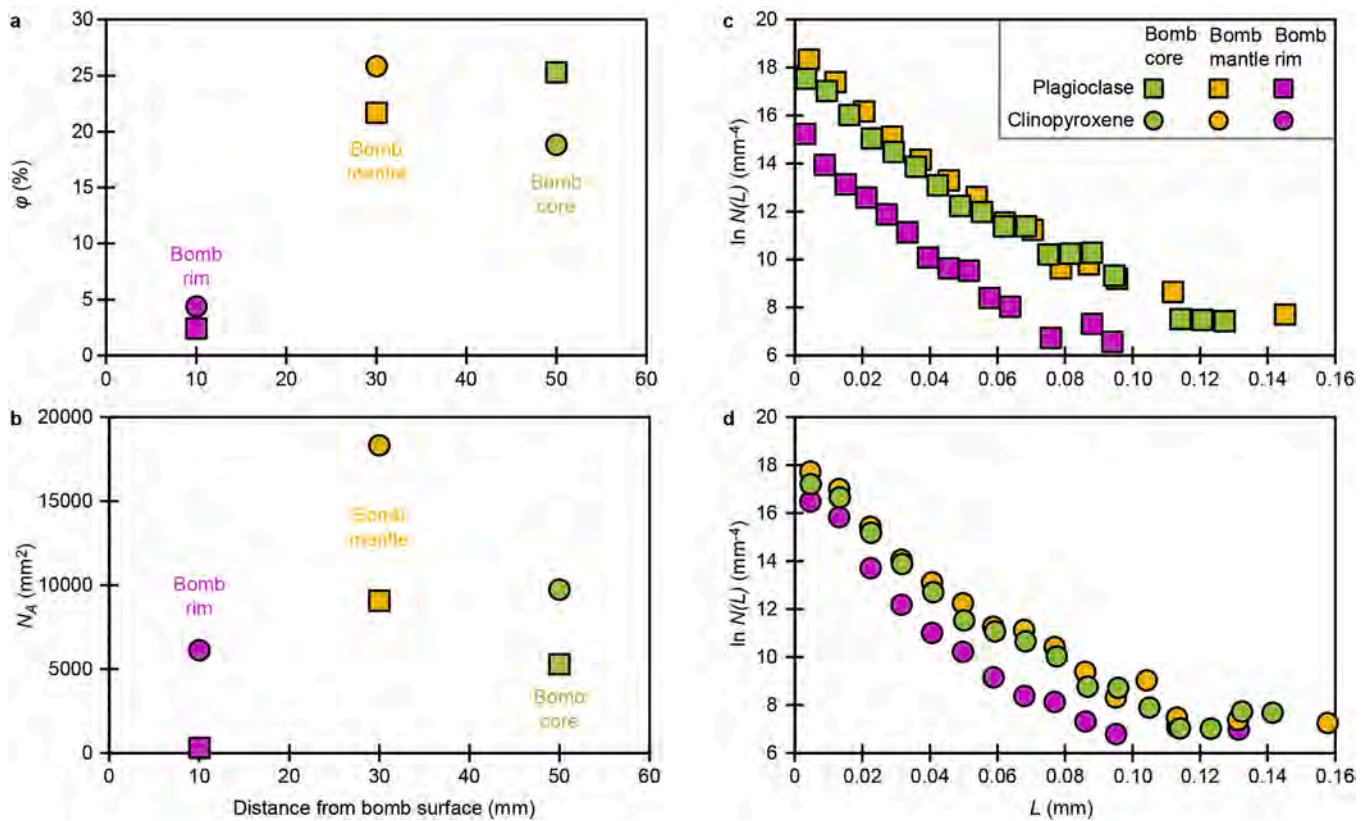 a
30
25
20
15
10
5
0
φ (%)
Bomb
rim
Bomb
mantle
Bomb
core
0 10 20 30 40 50 60
b
20000
15000
10000
5000
0
N_A (mm²)
Bomb
rim
Bomb
mantle
Bomb
core
0 10 20 30 40 50 60
Distance from bomb surface (mm)
c
20
18
16
14
12
10
8
6
ln N(L) (mm⁻⁴)
Bomb Bomb Bomb
core mantle rim
Plagioclase
Clinopyroxene
0 0.02 0.04 0.06 0.08 0.10 0.12 0.14 0.16
d
20
18
16
14
12
10
8
6
ln N(L) (mm⁻⁴)
0 0.02 0.04 0.06 0.08 0.10 0.12 0.14 0.16
L (mm)